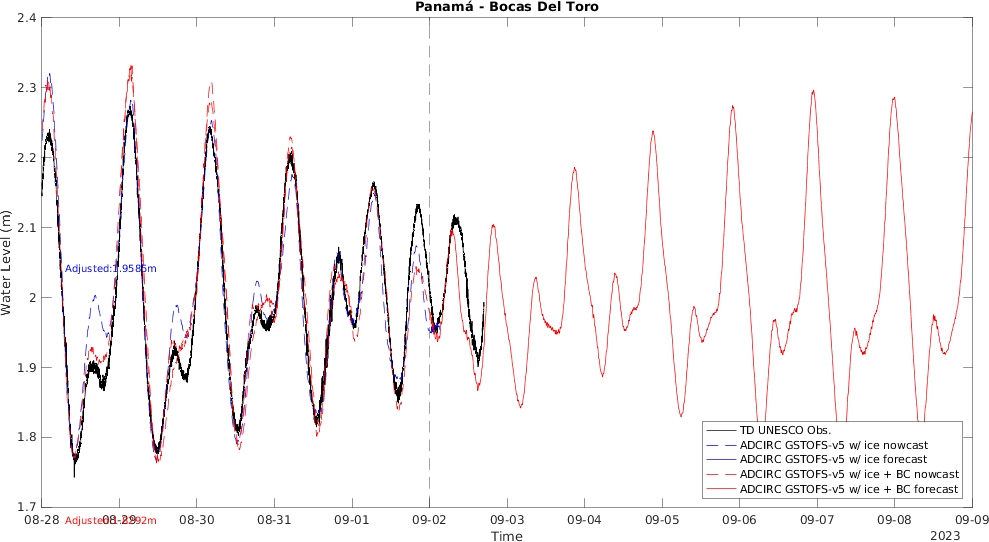 Panamá - Bocas Del Toro
2.4
2.3
2.2
2.1
2
1.9
1.8
1.7
Water Level (m)
Adjusted:1.9585m
TD UNESCO Obs.
ADCIRC GSTOFS-v5 w/ ice nowcast
ADCIRC GSTOFS-v5 w/ ice forecast
ADCIRC GSTOFS-v5 w/ ice + BC nowcast
ADCIRC GSTOFS-v5 w/ ice + BC forecast
08-28 08-29 08-30 08-31 09-01 09-02 09-03 09-04 09-05 09-06 09-07 09-08 09-09
Time
2023